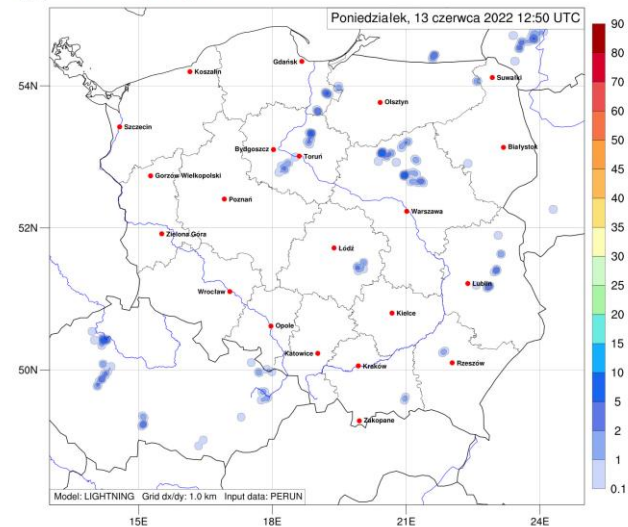 Poniedzialek, 13 czerwca 2022 12:50 UTC
90
80
70
60
50
45
40
35
30
25
20
15
10
5
2
1
0.1
54N
52N
50N
15E
18E
21E
24E
Gdańsk
Koszalin
Suwałki
Olsztyn
Szczecin
Bydgoszcz
Toruń
Białystok
Gorzów Wielkopolski
Poznań
Warszawa
Zielona Góra
Łódź
Wrocław
Lublin
Kielce
Opole
Katowice
Kraków
Rzeszów
Zakopane
Model: LIGHTNING Grid dx/dy: 1.0 km Input data: PERUN